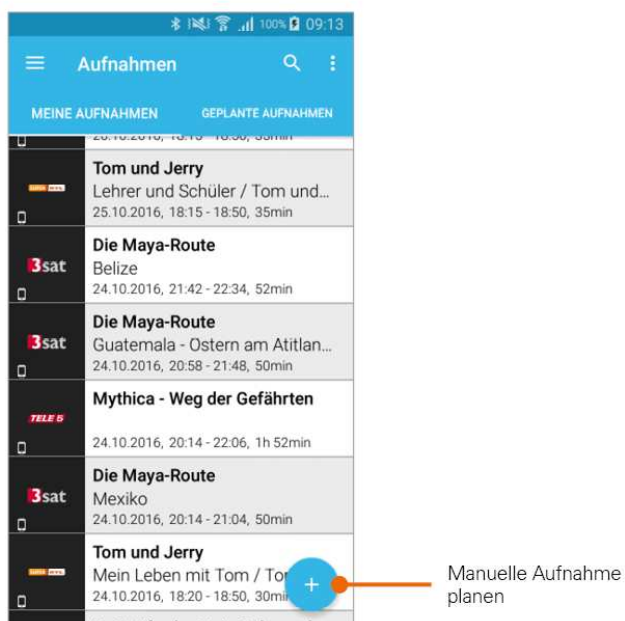 100% 09:13
Aufnahmen
MEINE AUFNAHMEN GEPLANTE AUFNAHMEN
Tom und Jerry
Lehrer und Schüler / Tom und...
25.10.2016, 18:15 - 18:50, 35min
3sat
Die Maya-Route
Belize
24.10.2016, 21:42 - 22:34, 52min
3sat
Die Maya-Route
Guatemala - Ostern am Atitlan...
24.10.2016, 20:58 - 21:48, 50min
TELE 5
Mythica - Weg der Gefährten
24.10.2016, 20:14 - 22:06, 1h 52min
3sat
Die Maya-Route
Mexiko
24.10.2016, 20:14 - 21:04, 50min
Tom und Jerry
Mein Leben mit Tom /
24.10.2016, 18:20 - 18:50,
+
Manuelle Aufnahme
planen